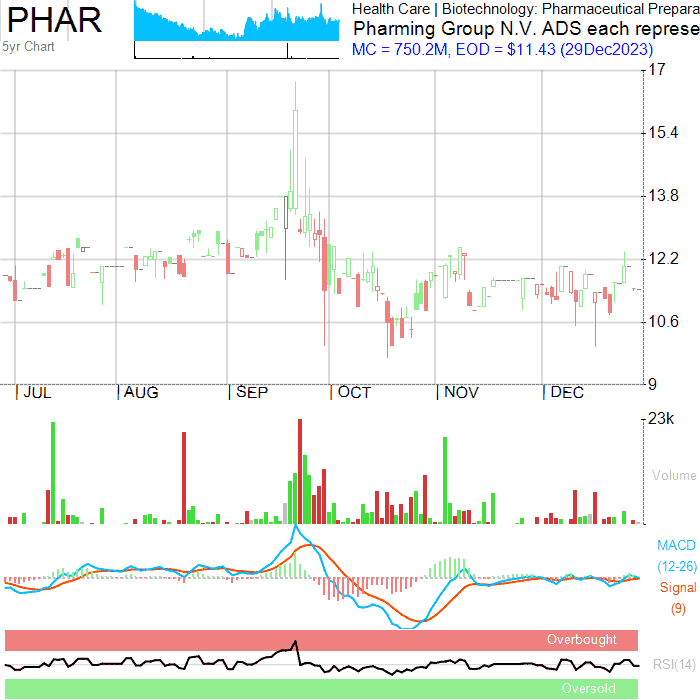 PHAR
5yr Chart
Health Care | Biotechnology: Pharmaceutical Prepara
Pharming Group N.V. ADS each represe
MC = 750.2M, EOD = $11.43 (29Dec2023)
17
15.4
13.8
12.2
10.6
9
JUL
AUG
SEP
OCT
NOV
DEC
23k
Volume
MACD
(12-26)
Signal
(9)
Overbought
RSI(14)
Oversold